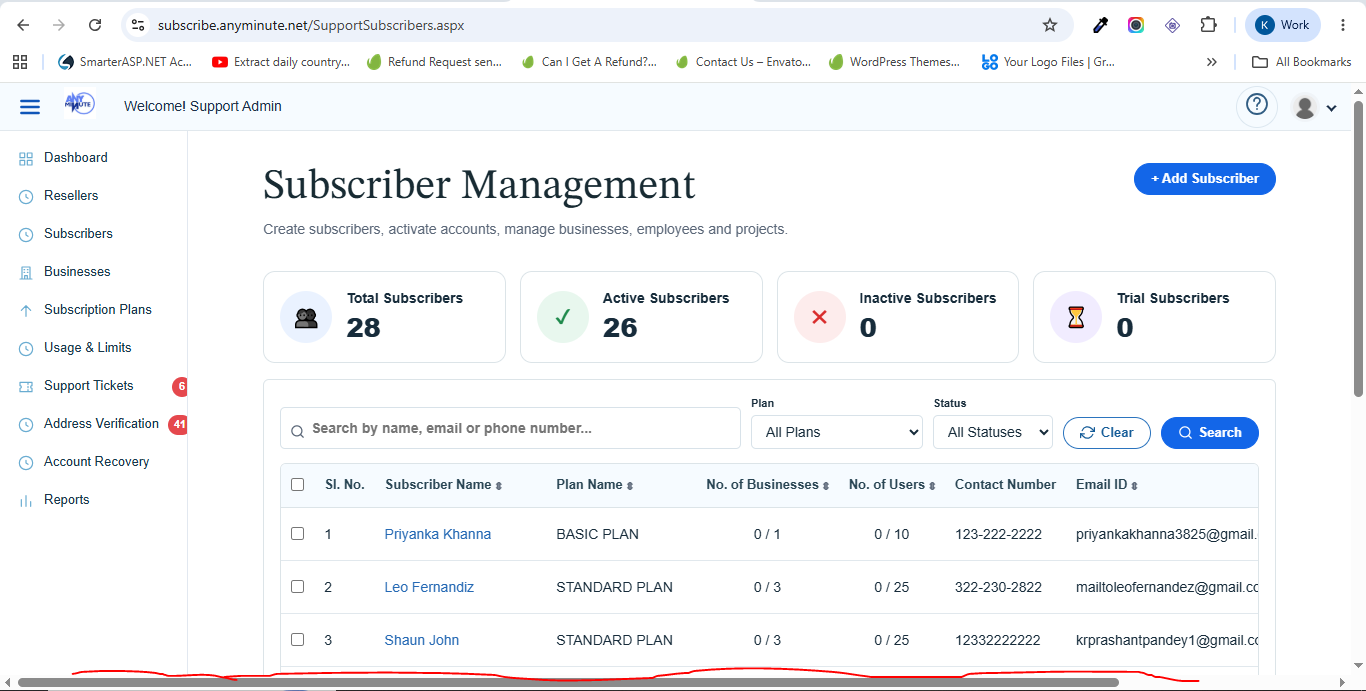 subscribe.anyminute.net/SupportSubscribers.aspx
K Work
SmarterASP.NET Ac... Extract daily country... Refund Request sen... Can I Get A Refund?... Contact Us – Envato... WordPress Themes... Your Logo Files | Gr... » All Bookmarks
ANY MINUTE
Welcome! Support Admin
?
Dashboard
Resellers
Subscribers
Businesses
Subscription Plans
Usage & Limits
Support Tickets 6
Address Verification 41
Account Recovery
Reports
Subscriber Management
+ Add Subscriber
Create subscribers, activate accounts, manage businesses, employees and projects.
Total Subscribers
28
Active Subscribers
26
Inactive Subscribers
0
Trial Subscribers
0
Plan Status
Search by name, email or phone number... All Plans All Statuses Clear Search
Sl. No. Subscriber Name Plan Name No. of Businesses No. of Users Contact Number Email ID
1 Priyanka Khanna BASIC PLAN 0 / 1 0 / 10 123-222-2222 priyankakhanna3825@gmail.
2 Leo Fernandiz STANDARD PLAN 0 / 3 0 / 25 322-230-2822 mailtoleofernandez@gmail.co
3 Shaun John STANDARD PLAN 0 / 3 0 / 25 12332222222 krprashantpandey1@gmail.co